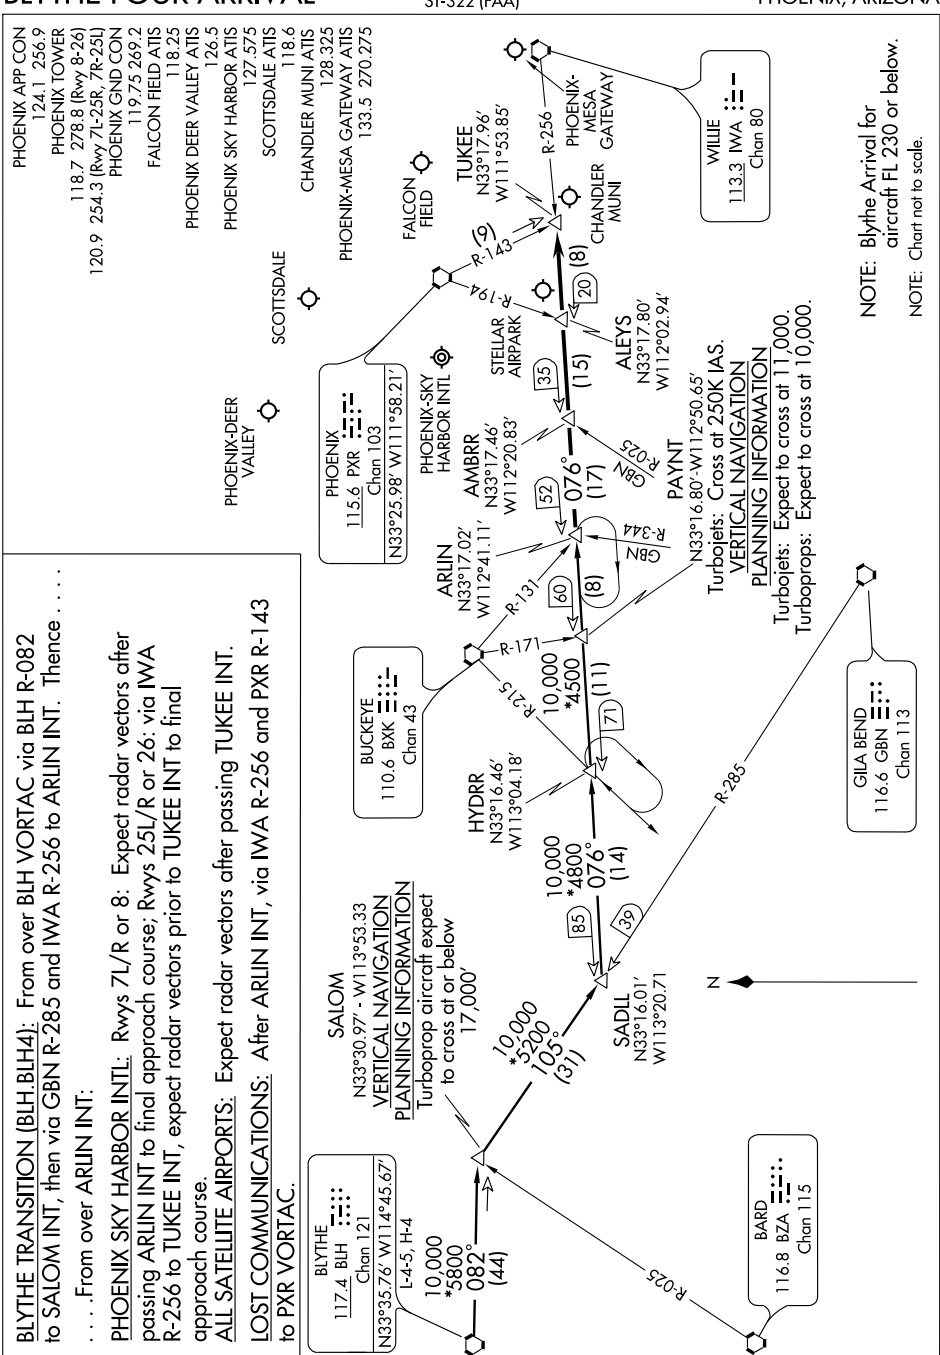 BLYTHE FOUR ARRIVAL
ST-322 (FAA)
PHOENIX, ARIZONA
BLYTHE TRANSITION (BLH.BLH4): From over BLH VORTAC via BLH R-082
to SALOM INT, then via GBN R-285 and IWA R-256 to ARLIN INT. Thence . . . .
. . . .From over ARLIN INT:
PHOENIX SKY HARBOR INTL: Rwys 7L/R or 8: Expect radar vectors after
passing ARLIN INT to final approach course; Rwys 25L/R or 26: via IWA
R-256 to TUKEE INT, expect radar vectors prior to TUKEE INT to final
approach course.
ALL SATELLITE AIRPORTS: Expect radar vectors after passing TUKEE INT.
LOST COMMUNICATIONS: After ARLIN INT, via IWA R-256 and PXR R-143
to PXR VORTAC.
PHOENIX APP CON
124.1 256.9
PHOENIX TOWER
118.7 278.8 (Rwy 8-26)
120.9 254.3 (Rwy 7L-25R, 7R-25L)
PHOENIX GND CON
119.75 269.2
FALCON FIELD ATIS
118.25
PHOENIX DEER VALLEY ATIS
126.5
PHOENIX SKY HARBOR ATIS
127.575
SCOTTSDALE ATIS
118.6
CHANDLER MUNI ATIS
128.325
PHOENIX-MESA GATEWAY ATIS
133.5 270.275
PHOENIX-DEER
VALLEY
SCOTTSDALE
FALCON
FIELD
PHOENIX
115.6 PXR
Chan 103
N33°25.98' W111°58.21'
PHOENIX-SKY
HARBOR INTL
STELLAR
AIRPARK
CHANDLER
MUNI
PHOENIX-
MESA
GATEWAY
TUKEE
N33°17.96'
W111°53.85'
R-256
R-143
(6)
R-194
(8)
20
ALEYS
N33°17.80'
W112°02.94'
35
(15)
AMBRR
N33°17.46'
W112°20.83'
R-025
GBN
52
076°
(17)
ARLIN
N33°17.02'
W112°41.11'
R-344
GBN
R-131
60
(8)
PAYNT
N33°16.80'-W112°50.65'
Turbojets: Cross at 250K IAS.
VERTICAL NAVIGATION
PLANNING INFORMATION
Turbojets: Expect to cross at 11,000.
Turboprops: Expect to cross at 10,000.
BUCKEYE
110.6 BXK
Chan 43
R-171
R-215
10,000
*4500
(11)
71
HYDRR
N33°16.46'
W113°04.18'
10,000
*4800
076°
(14)
85
39
R-285
SADLL
N33°16.01'
W113°20.71
SALOM
N33°30.97' - W113°53.33
VERTICAL NAVIGATION
PLANNING INFORMATION
Turboprop aircraft expect
to cross at or below
17,000'
10,000
*5200
105°
(31)
BLYTHE
117.4 BLH
Chan 121
N33°35.76' W114°45.67'
L-4-5, H-4
10,000
*5800
082°
(44)
R-025
BARD
116.8 BZA
Chan 115
GILA BEND
116.6 GBN
Chan 113
WILLIE
113.3 IWA
Chan 80
N
NOTE: Blythe Arrival for
aircraft FL 230 or below.
NOTE: Chart not to scale.